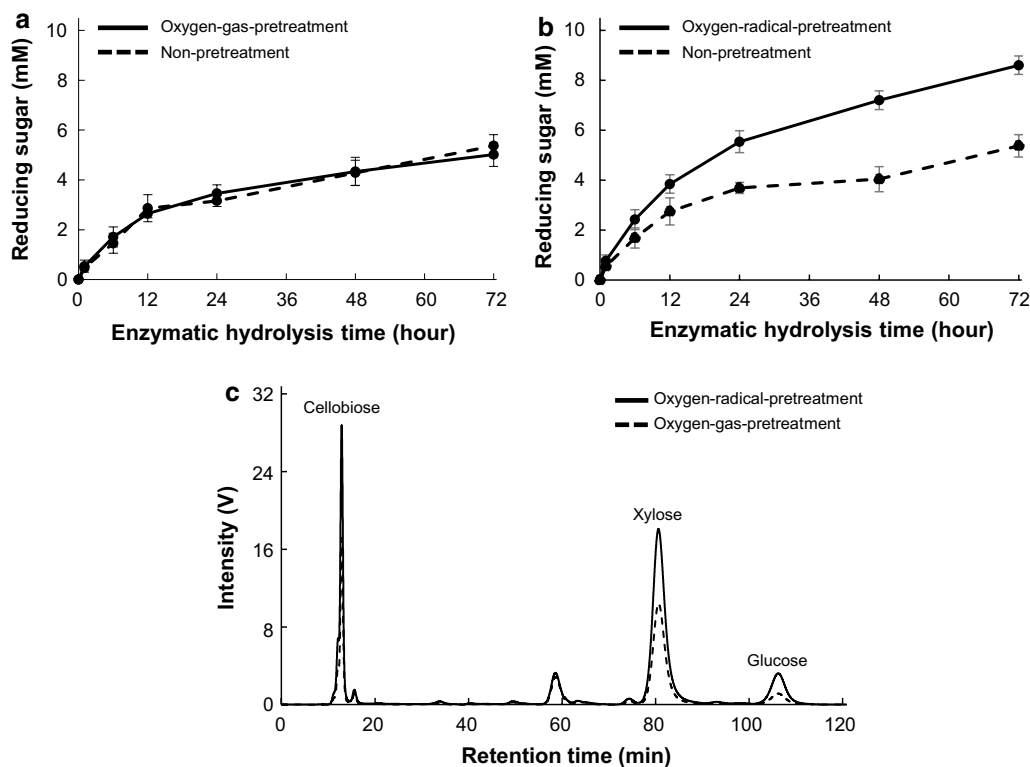 a
Oxygen-gas-pretreatment
Non-pretreatment
Reducing sugar (mM)
10
8
6
4
2
0
0 12 24 36 48 60 72
Enzymatic hydrolysis time (hour)
b
Oxygen-radical-pretreatment
Non-pretreatment
Reducing sugar (mM)
10
8
6
4
2
0
0 12 24 36 48 60 72
Enzymatic hydrolysis time (hour)
c
Oxygen-radical-pretreatment
Oxygen-gas-pretreatment
Cellobiose
Xylose
Glucose
Intensity (V)
32
24
16
8
0
0 20 40 60 80 100 120
Retention time (min)